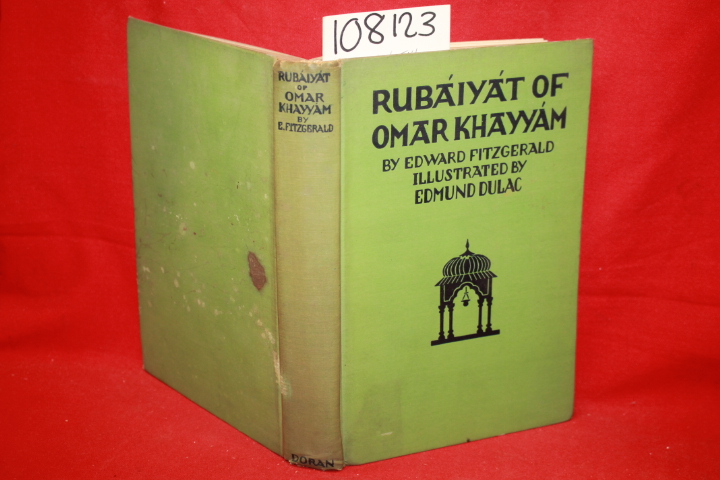 108123
RUBÁIYÁT
OF
OMAR
KHAYYÁM
BY
E. FITZGERALD
DORAN
RUBÁIYÁT OF
OMAR KHAYYÁM
BY EDWARD FITZGERALD
ILLUSTRATED BY
EDMUND DULAC